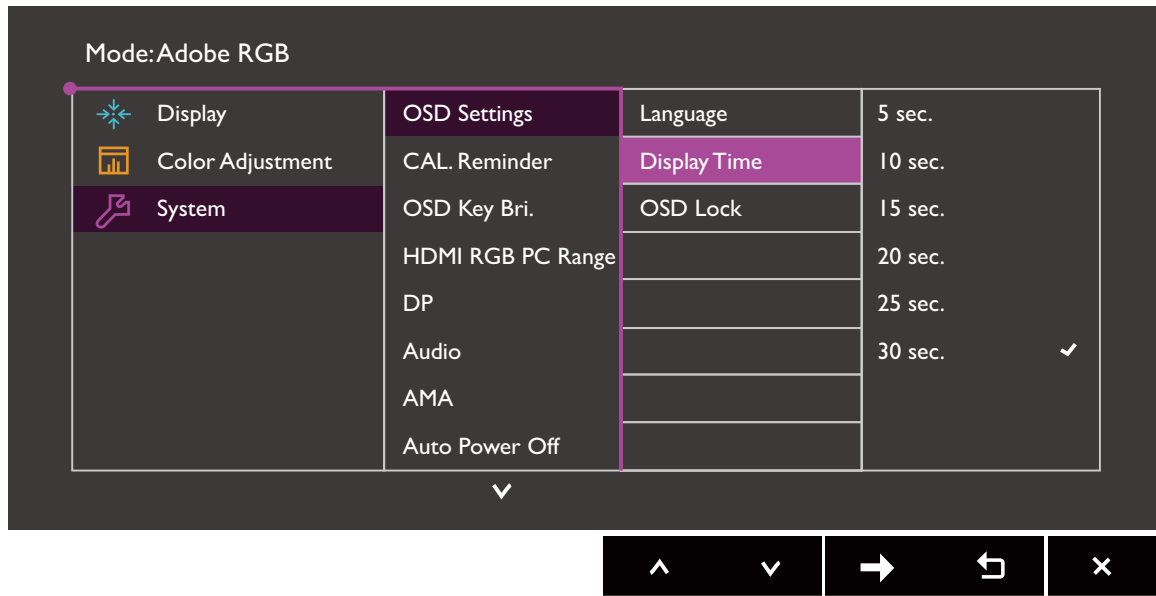 Mode: Adobe RGB
Display
Color Adjustment
System
OSD Settings
CAL. Reminder
OSD Key Bri.
HDMI RGB PC Range
DP
Audio
AMA
Auto Power Off
Language
Display Time
OSD Lock
5 sec.
10 sec.
15 sec.
20 sec.
25 sec.
30 sec.